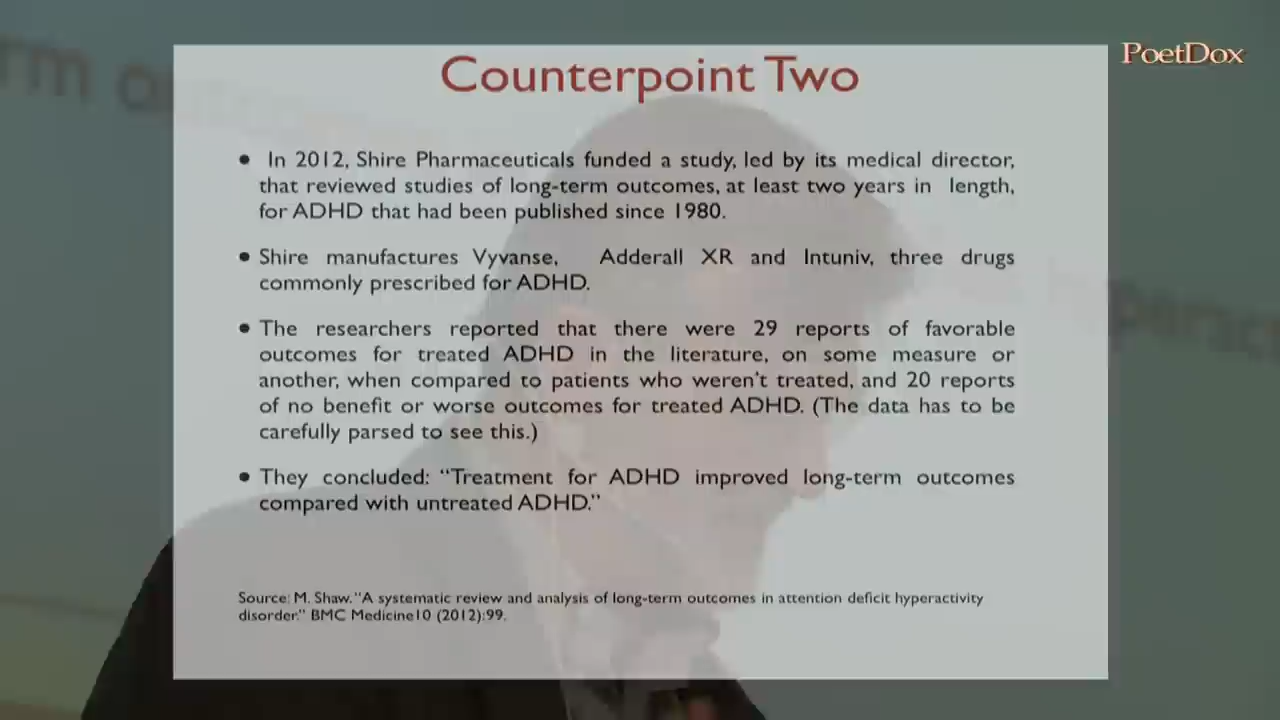 PoetDox
Counterpoint Two
● In 2012, Shire Pharmaceuticals funded a study, led by its medical director,
that reviewed studies of long-term outcomes, at least two years in length,
for ADHD that had been published since 1980.
● Shire manufactures Vyvanse, Adderall XR and Intuniv, three drugs
commonly prescribed for ADHD.
● The researchers reported that there were 29 reports of favorable
outcomes for treated ADHD in the literature, on some measure or
another, when compared to patients who weren't treated, and 20 reports
of no benefit or worse outcomes for treated ADHD. (The data has to be
carefully parsed to see this.)
● They concluded: “Treatment for ADHD improved long-term outcomes
compared with untreated ADHD.”
Source: M. Shaw. “A systematic review and analysis of long-term outcomes in attention deficit hyperactivity
disorder.” BMC Medicine10 (2012):99.